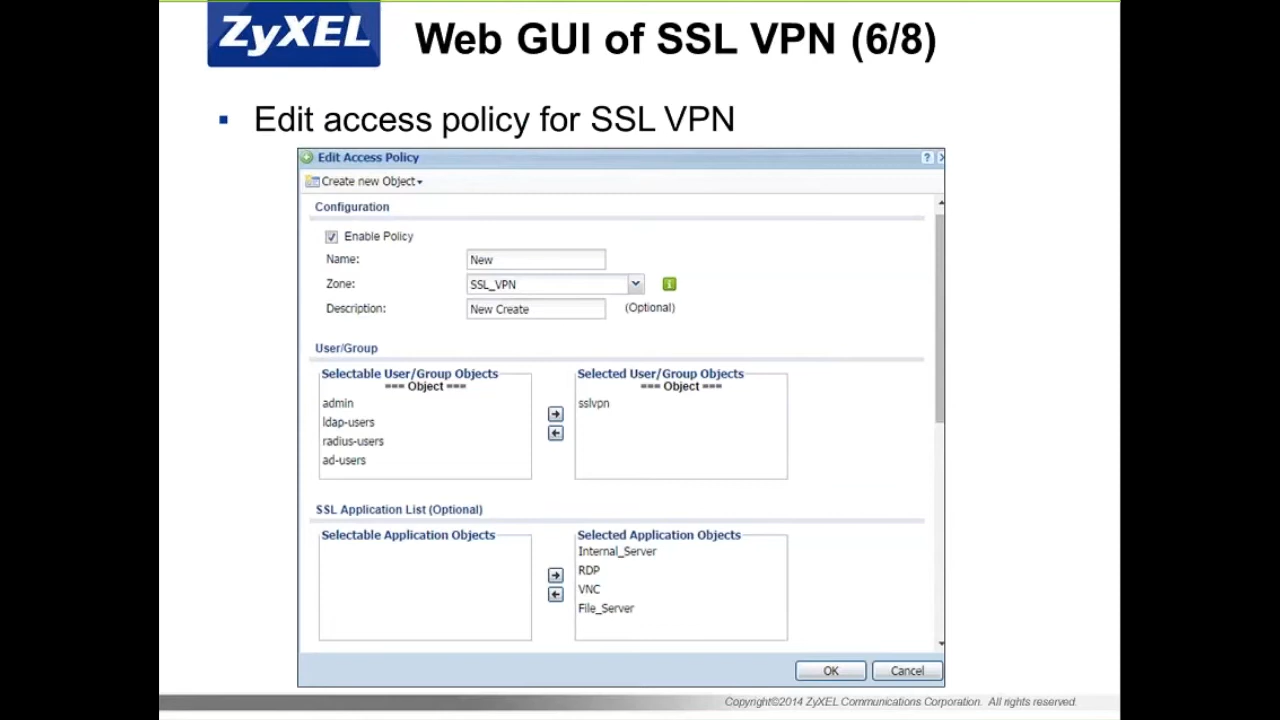 ZyXEL
Web GUI of SSL VPN (6/8)
▪ Edit access policy for SSL VPN
Edit Access Policy
?
Create new Object
Configuration
Enable Policy
Name:
New
Zone:
SSL_VPN
i
Description:
New Create
(Optional)
User/Group
Selectable User/Group Objects
=== Object ===
admin
ldap-users
radius-users
ad-users
Selected User/Group Objects
=== Object ===
sslvpn
SSL Application List (Optional)
Selectable Application Objects
Selected Application Objects
Internal_Server
RDP
VNC
File_Server
OK
Cancel
Copyright©2014 ZyXEL Communications Corporation. All rights reserved.